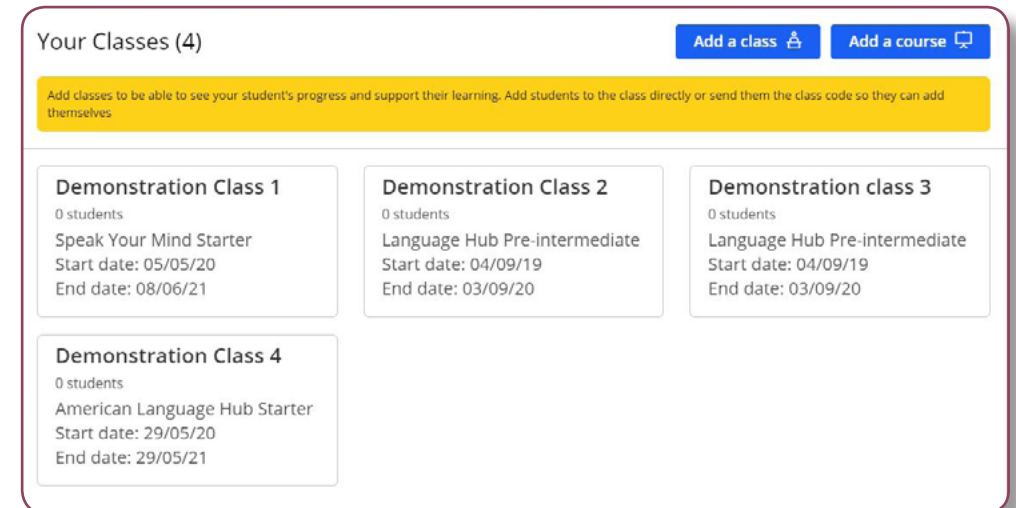 Your Classes (4)
Add a class
Add a course
Add classes to be able to see your student's progress and support their learning. Add students to the class directly or send them the class code so they can add
themselves
Demonstration Class 1
0 students
Speak Your Mind Starter
Start date: 05/05/20
End date: 08/06/21
Demonstration Class 2
0 students
Language Hub Pre-intermediate
Start date: 04/09/19
End date: 03/09/20
Demonstration class 3
0 students
Language Hub Pre-intermediate
Start date: 04/09/19
End date: 03/09/20
Demonstration Class 4
0 students
American Language Hub Starter
Start date: 29/05/20
End date: 29/05/21